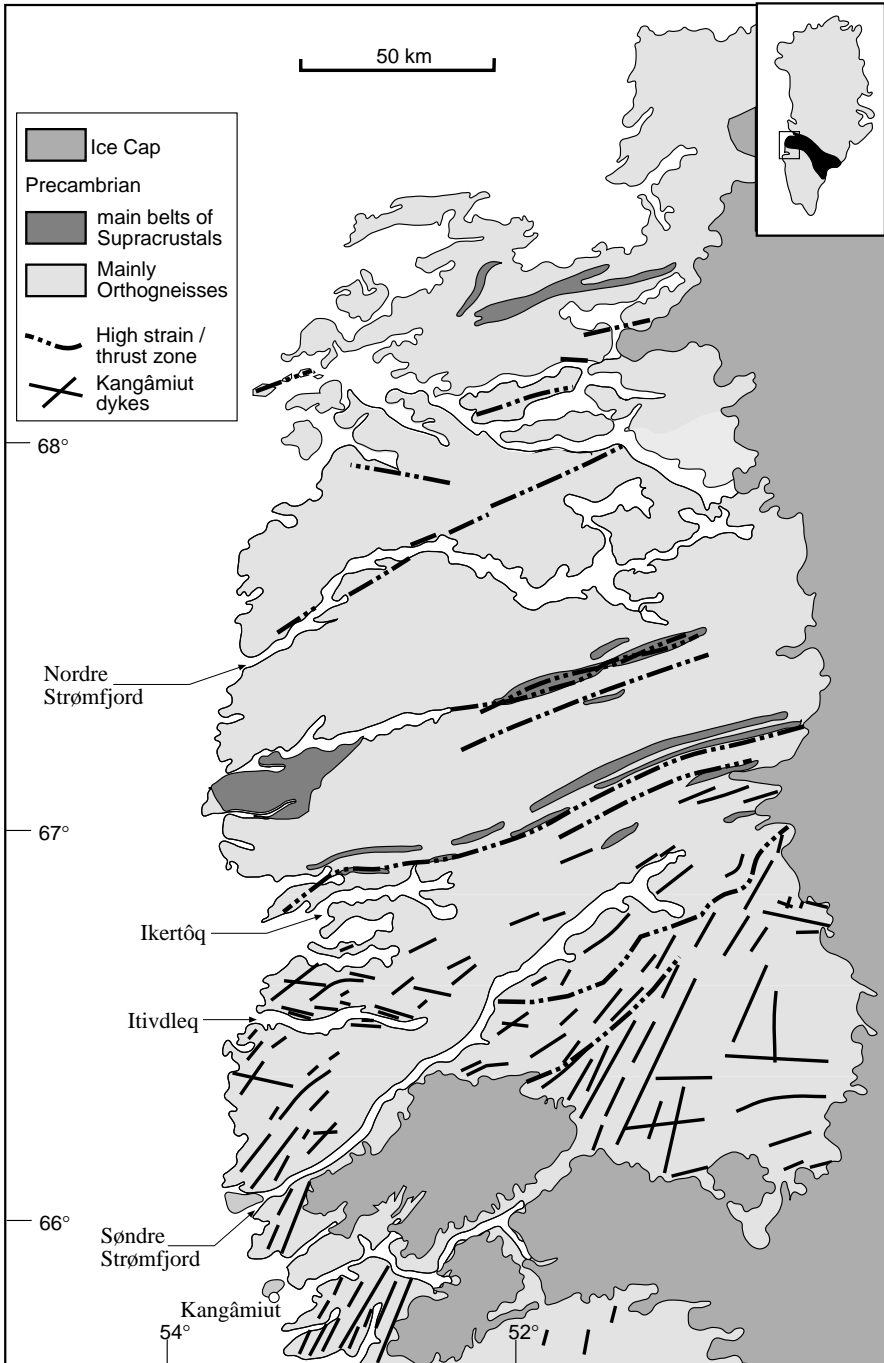 50 km
Ice Cap
Precambrian
main belts of
Supracrustals
Mainly
Orthogneisses
High strain /
thrust zone
Kangâmiut
dykes
68°
Nordre
Strømfjord
67°
Ikertôq
Itivdleq
66°
Søndre
Strømfjord
Kangâmiut
54°
52°